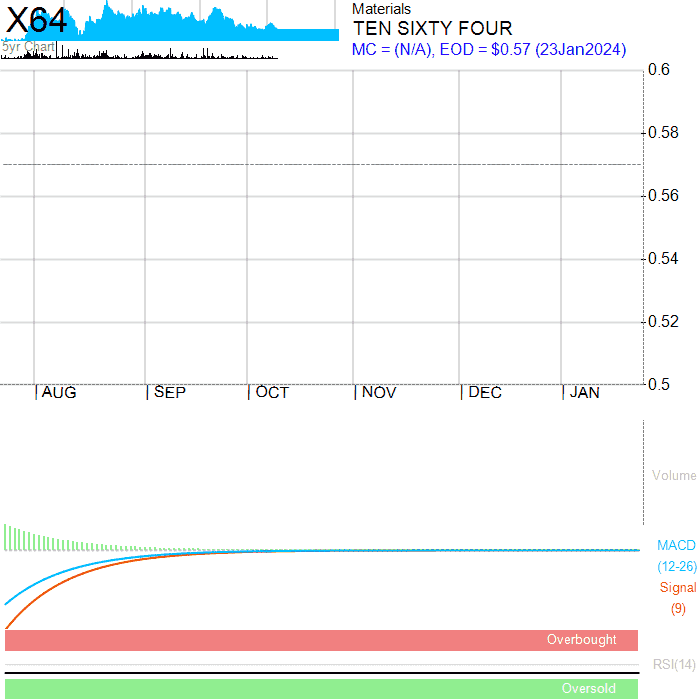 X64
5yr Chart
Materials
TEN SIXTY FOUR
MC = (N/A), EOD = $0.57 (23Jan2024)
0.6
0.58
0.56
0.54
0.52
0.5
AUG SEP OCT NOV DEC JAN
Volume
MACD
(12-26)
Signal
(9)
Overbought
RSI(14)
Oversold